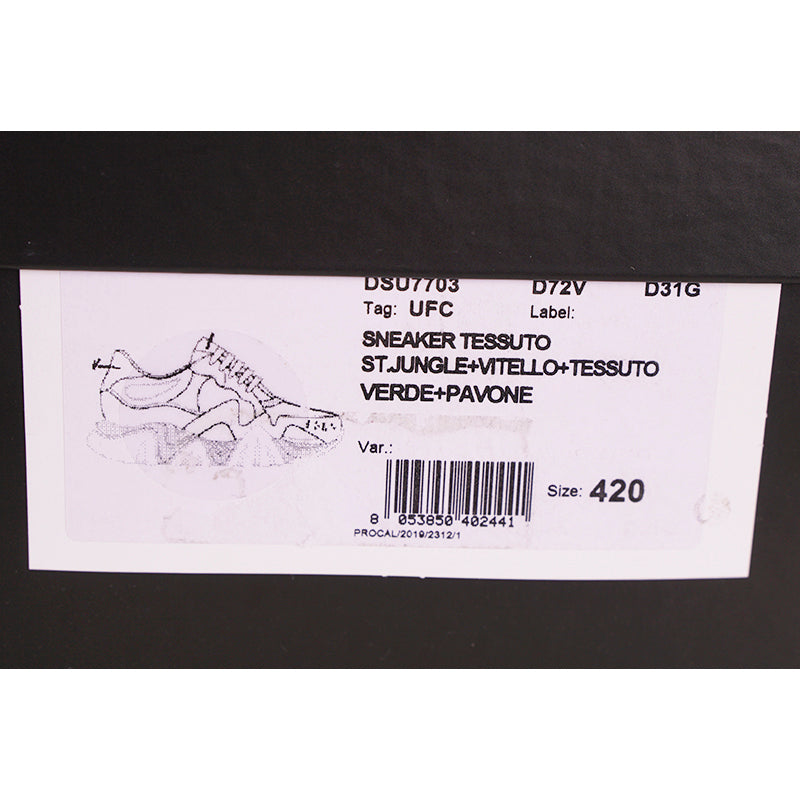 DSU7703 D72V D31G
Tag: UFC Label:
SNEAKER TESSUTO
ST.JUNGLE+VITELLO+TESSUTO
VERDE+PAVONE
Var.:
Size: 420
8 053850 402441
PROCAL/2019/2312/1